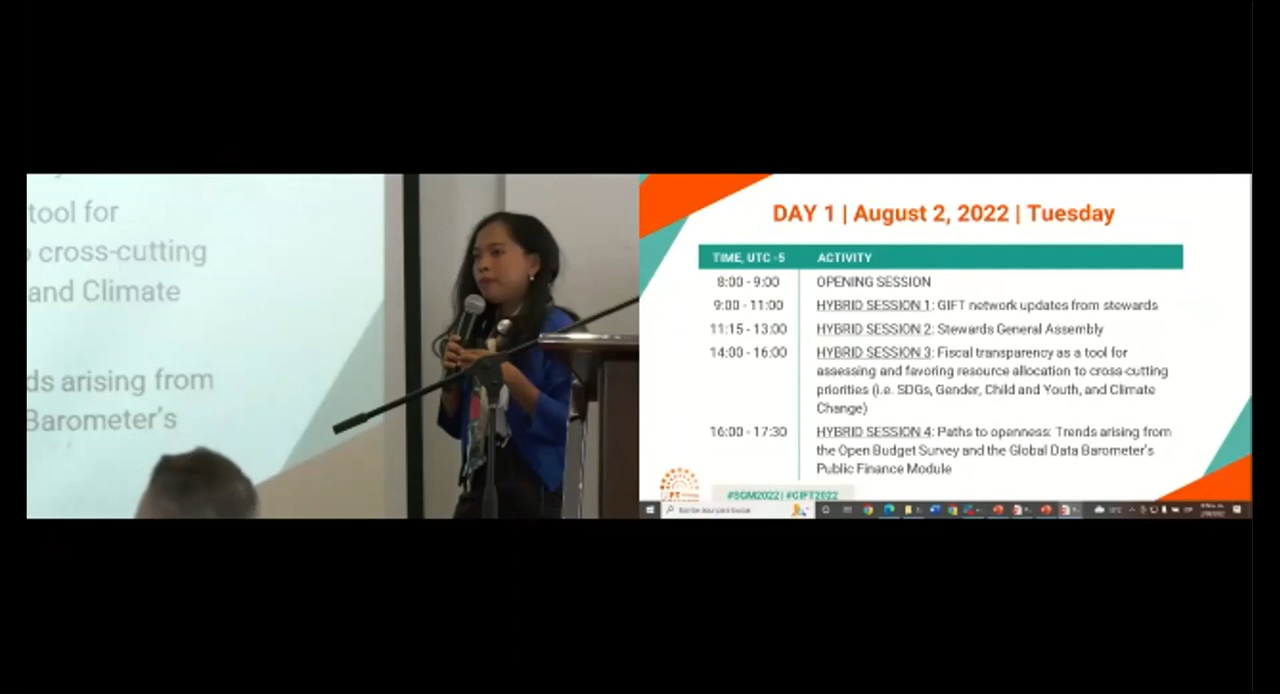 tool for
cross-cutting
and Climate
ds arising from
Barometer's
DAY 1 | August 2, 2022 | Tuesday
TIME, UTC -5 ACTIVITY
8:00 - 9:00 OPENING SESSION
9:00 - 11:00 HYBRID SESSION 1: GIFT network updates from stewards
11:15 - 13:00 HYBRID SESSION 2: Stewards General Assembly
14:00 - 16:00 HYBRID SESSION 3: Fiscal transparency as a tool for
assessing and favoring resource allocation to cross-cutting
priorities (i.e. SDGs, Gender, Child and Youth, and Climate
Change)
16:00 - 17:30 HYBRID SESSION 4: Paths to openness: Trends arising from
the Open Budget Survey and the Global Data Barometer's
Public Finance Module
#SGM2022| #GIFT2022